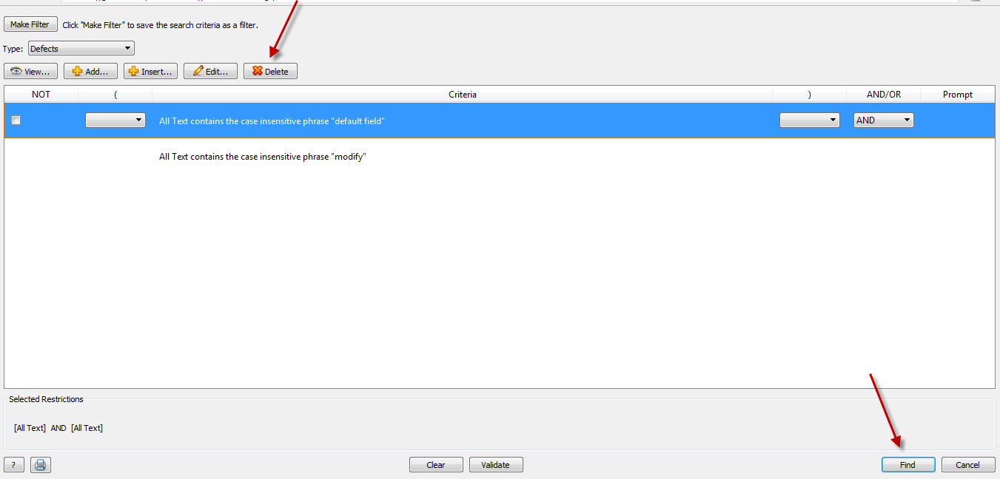 Make Filter Click "Make Filter" to save the search criteria as a filter.
Type: Defects
View... Add... Insert... Edit... Delete
NOT ( Criteria ) AND/OR Prompt
All Text contains the case insensitive phrase "default field" AND
All Text contains the case insensitive phrase "modify"
Selected Restrictions
[All Text] AND [All Text]
? Clear Validate Find Cancel